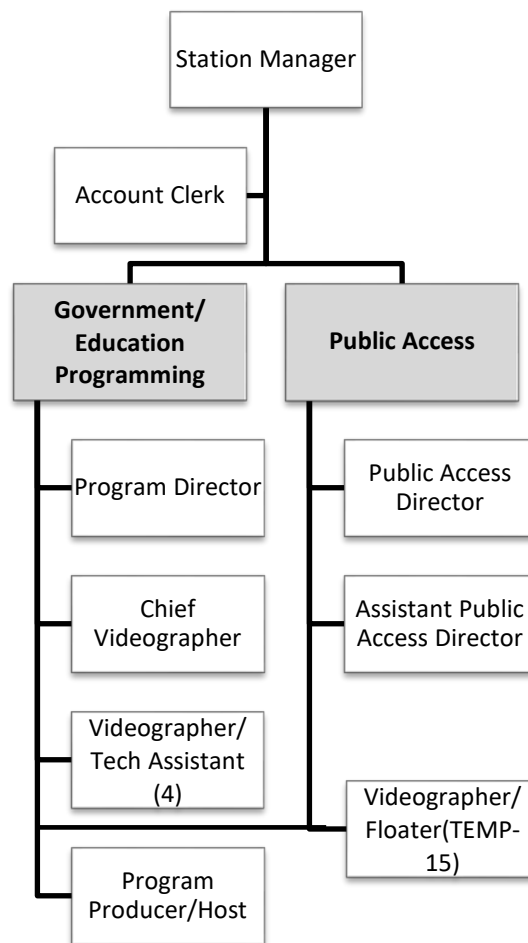 Station Manager
Account Clerk
Government/
Education
Programming
Public Access
Program Director
Chief
Videographer
Videographer/
Tech Assistant
(4)
Program
Producer/Host
Public Access
Director
Assistant Public
Access Director
Videographer/
Floater(TEMP-
15)